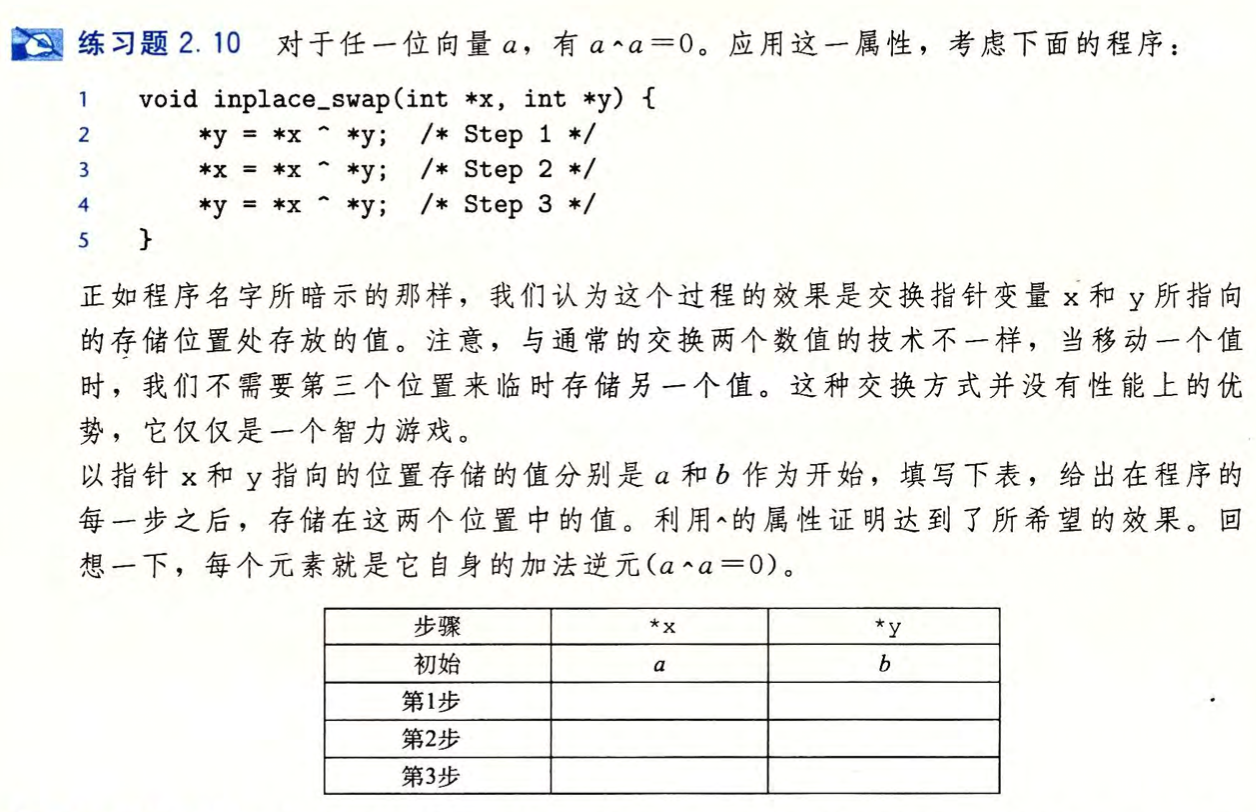 练习题 2.10 对于任一位向量 a，有 a^a=0。应用这一属性，考虑下面的程序：
1 void inplace_swap(int *x, int *y) {
2 *y = *x ^ *y; /* Step 1 */
3 *x = *x ^ *y; /* Step 2 */
4 *y = *x ^ *y; /* Step 3 */
5 }
正如程序名字所暗示的那样，我们认为这个过程的效果是交换指针变量 x 和 y 所指向
的存储位置处存放的值。注意，与通常的交换两个数值的技术不一样，当移动一个值
时，我们不需要第三个位置来临时存储另一个值。这种交换方式并没有性能上的优
势，它仅仅是一个智力游戏。
以指针 x 和 y 指向的位置存储的值分别是 a 和 b 作为开始，填写下表，给出在程序的
每一步之后，存储在这两个位置中的值。利用^的属性证明达到了所希望的效果。回
想一下，每个元素就是它自身的加法逆元(a^a=0)。
步骤 *x *y
初始 a b
第1步
第2步
第3步